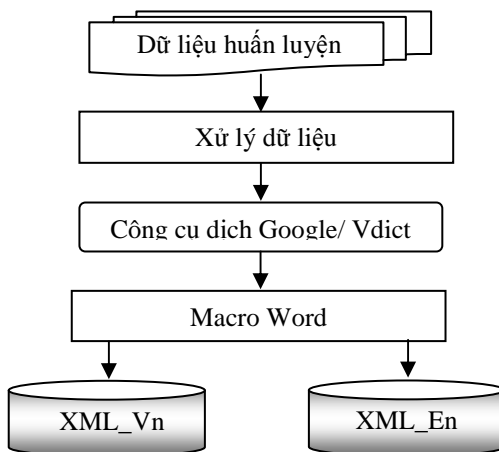 Dữ liệu huấn luyện
Xử lý dữ liệu
Công cụ dịch Google/ Vdict
Macro Word
XML_Vn
XML_En